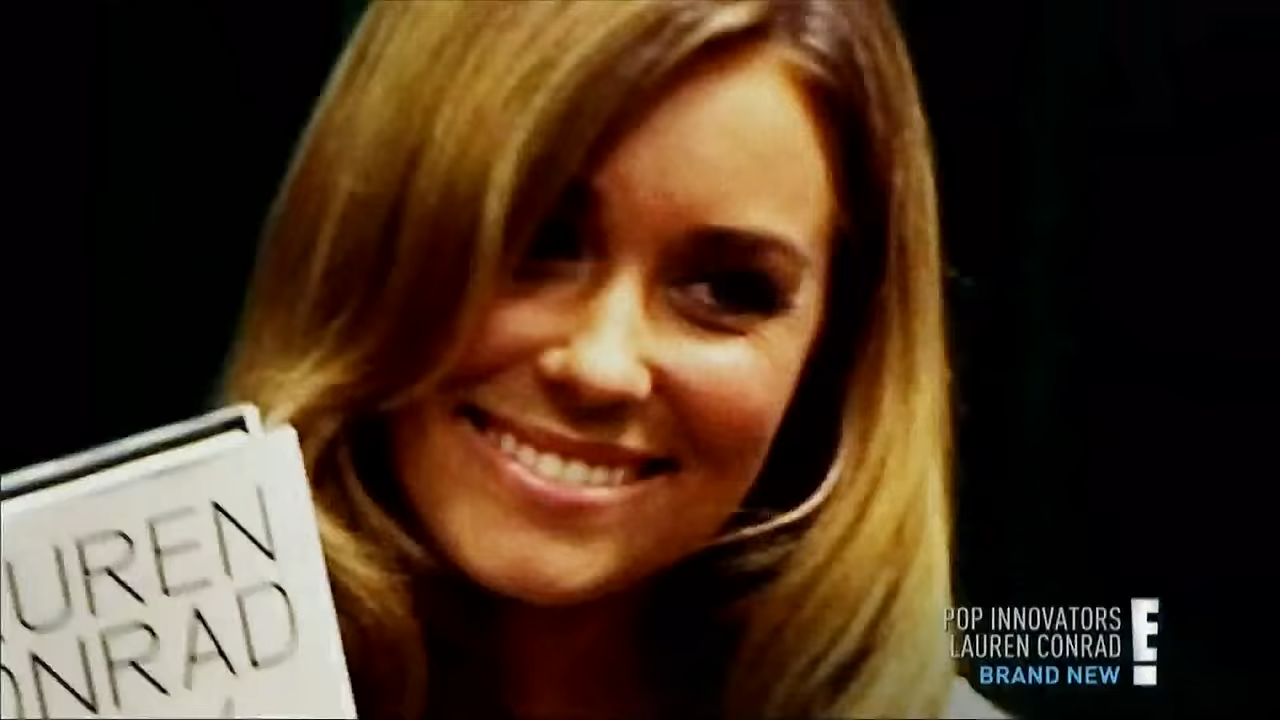 UREN
ONRAD
POP INNOVATORS
LAUREN CONRAD
BRAND NEW
E!